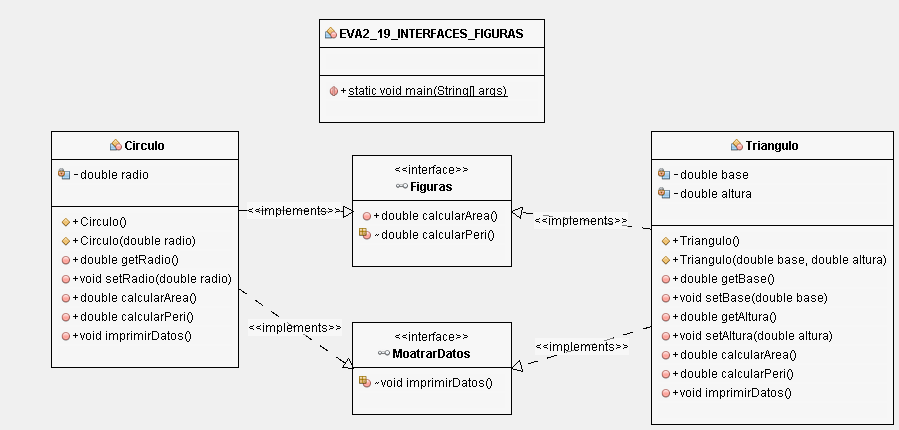 EVA2_19_INTERFACES_FIGURAS
+ static void main(String[] args)
Circulo
- double radio
+ Circulo()
+ Circulo(double radio)
+ double getRadio()
+ void setRadio(double radio)
+ double calcularArea()
+ double calcularPeri()
+ void imprimirDatos()
<<implements>>
<<implements>>
<<interface>>
Figuras
+ double calcularArea()
~ double calcularPeri()
<<interface>>
MoatrarDatos
~ void imprimirDatos()
<<implements>>
<<implements>>
Triangulo
- double base
- double altura
+ Triangulo()
+ Triangulo(double base, double altura)
+ double getBase()
+ void setBase(double base)
+ double getAltura()
+ void setAltura(double altura)
+ double calcularArea()
+ double calcularPeri()
+ void imprimirDatos()